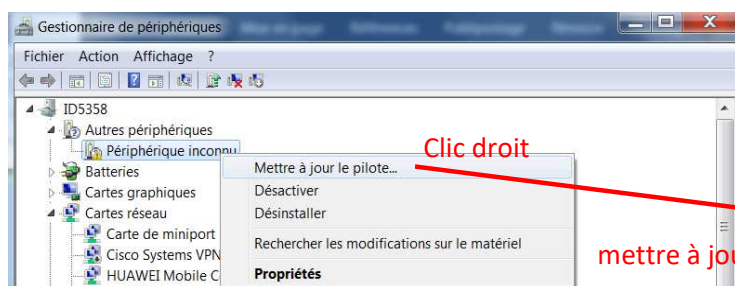 Gestionnaire de périphériques
Fichier Action Affichage ?
ID5358
Autres périphériques
Périphérique inconnu
Clic droit
Mettre à jour le pilote...
Batteries
Désactiver
Cartes graphiques
Désinstaller
Cartes réseau
Carte de miniport
Rechercher les modifications sur le matériel
mettre à jou
Cisco Systems VPN
HUAWEI Mobile C
Propriétés